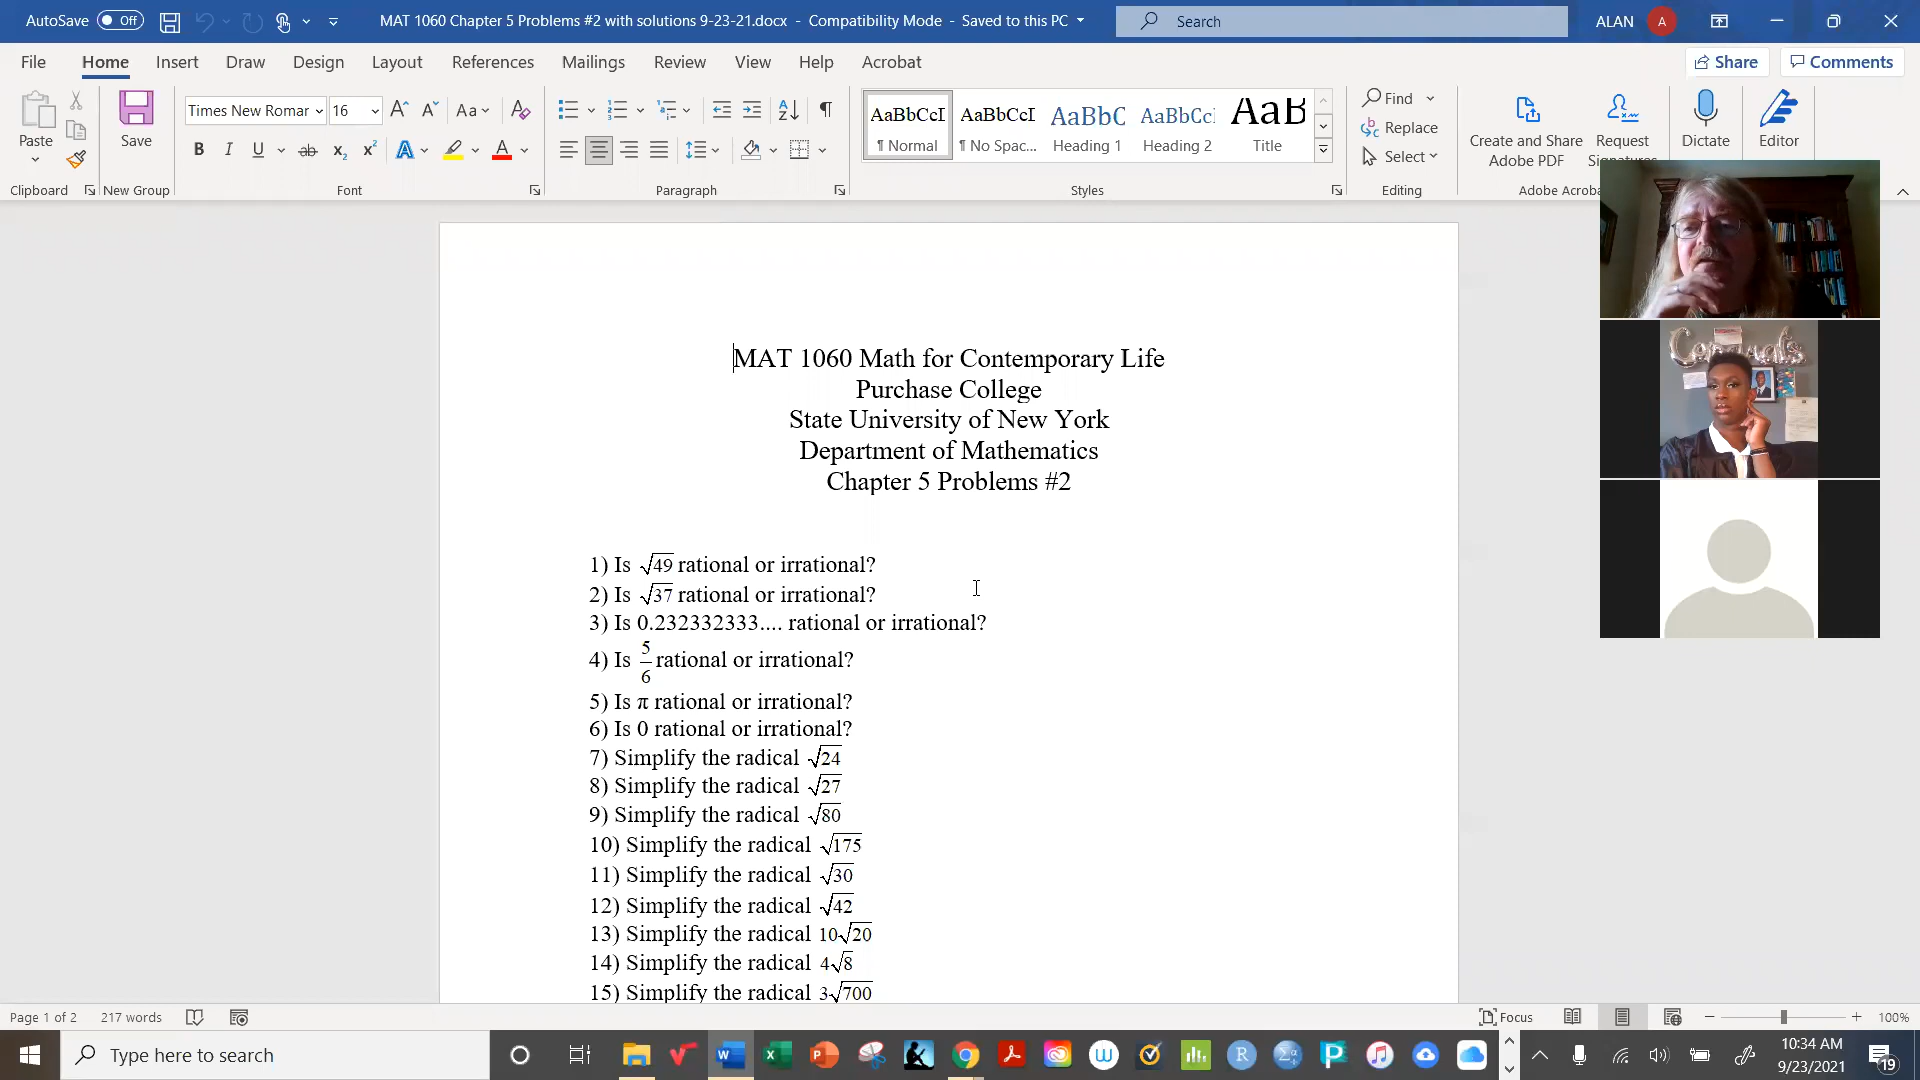 AutoSave Off
MAT 1060 Chapter 5 Problems #2 with solutions 9-23-21.docx - Compatibility Mode - Saved to this PC
Search
ALAN A
File Home Insert Draw Design Layout References Mailings Review View Help Acrobat
Share Comments
Paste
Save
Times New Romar 16
Aa
B I U ab x₂ x² A A
AaBbCcI AaBbCcI AaBbC AaBbCcI AaB
¶ Normal ¶ No Spac... Heading 1 Heading 2 Title
Find
Replace
Select
Create and Share Adobe PDF
Request Signatures
Dictate
Editor
Clipboard New Group Font Paragraph Styles Editing Adobe Acroba
MAT 1060 Math for Contemporary Life
Purchase College
State University of New York
Department of Mathematics
Chapter 5 Problems #2
1) Is √49 rational or irrational?
2) Is √37 rational or irrational?
3) Is 0.232332333.... rational or irrational?
4) Is 5/6 rational or irrational?
5) Is π rational or irrational?
6) Is 0 rational or irrational?
7) Simplify the radical √24
8) Simplify the radical √27
9) Simplify the radical √80
10) Simplify the radical √175
11) Simplify the radical √30
12) Simplify the radical √42
13) Simplify the radical 10√20
14) Simplify the radical 4√8
15) Simplify the radical 3√700
Page 1 of 2 217 words
Focus
100%
Type here to search
10:34 AM
9/23/2021
19